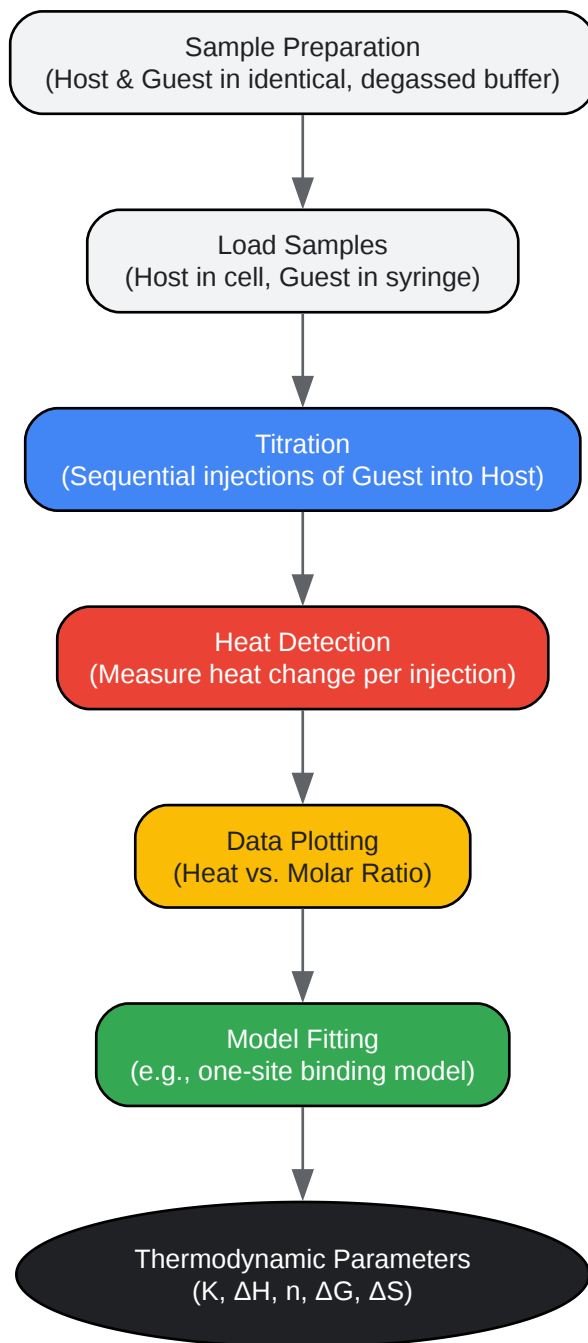 Sample Preparation
(Host & Guest in identical, degassed buffer)
Load Samples
(Host in cell, Guest in syringe)
Titration
(Sequential injections of Guest into Host)
Heat Detection
(Measure heat change per injection)
Data Plotting
(Heat vs. Molar Ratio)
Model Fitting
(e.g., one-site binding model)
Thermodynamic Parameters
(K, ΔH, n, ΔG, ΔS)